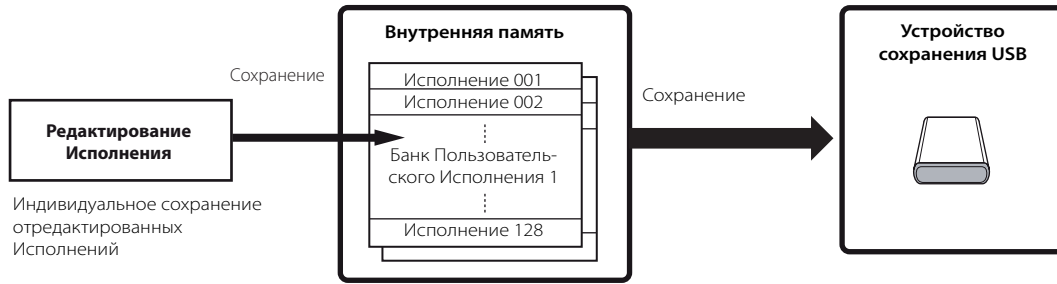 Внутренняя память
Устройство
сохранения USB
Сохранение
Исполнение 001
Исполнение 002
Сохранение
Редактирование
Исполнения
Банк Пользователь-
ского Исполнения 1
Индивидуальное сохранение
отредактированных
Исполнений
Исполнение 128